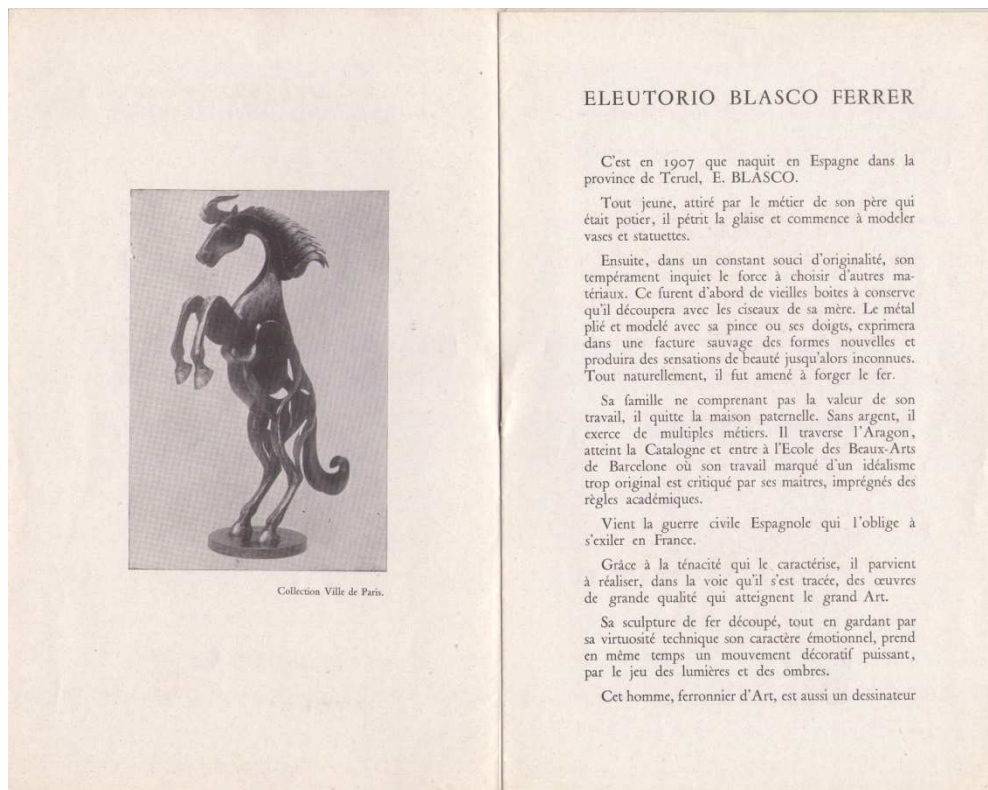 Collection Ville de Paris.
ELEUTORIO BLASCO FERRER
C'est en 1907 que naquit en Espagne dans la
province de Teruel, E. BLASCO.
Tout jeune, attiré par le métier de son père qui
était potier, il pétrit la glaise et commence à modeler
vases et statuettes.
Ensuite, dans un constant souci d'originalité, son
tempérament inquiet le force à choisir d'autres ma-
tériaux. Ce furent d'abord de vieilles boites à conserve
qu'il découpera avec les ciseaux de sa mère. Le métal
plié et modelé avec sa pince ou ses doigts, exprimera
dans une facture sauvage des formes nouvelles et
produira des sensations de beauté jusqu'alors inconnues.
Tout naturellement, il fut amené à forger le fer.
Sa famille ne comprenant pas la valeur de son
travail, il quitte la maison paternelle. Sans argent, il
exerce de multiples métiers. Il traverse l'Aragon,
atteint la Catalogne et entre à l'Ecole des Beaux-Arts
de Barcelone où son travail marqué d'un idéalisme
trop original est critiqué par ses maitres, imprégnés des
règles académiques.
Vient la guerre civile Espagnole qui l'oblige à
s'exiler en France.
Grâce à la ténacité qui le caractérise, il parvient
à réaliser, dans la voie qu'il s'est tracée, des œuvres
de grande qualité qui atteignent le grand Art.
Sa sculpture de fer découpé, tout en gardant par
sa virtuosité technique son caractère émotionnel, prend
en même temps un mouvement décoratif puissant,
par le jeu des lumières et des ombres.
Cet homme, ferronnier d'Art, est aussi un dessinateur